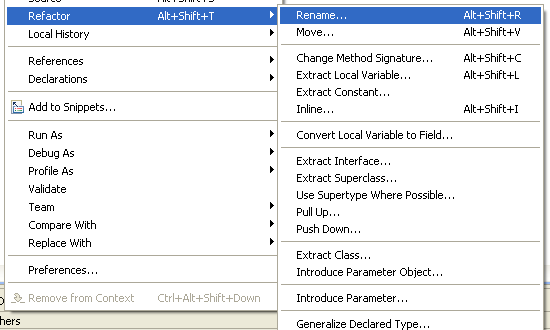 Source Alt+Shift+S
Refactor Alt+Shift+T
Local History
References
Declarations
Add to Snippets...
Run As
Debug As
Profile As
Validate
Team
Compare With
Replace With
Preferences...
Remove from Context Ctrl+Alt+Shift+Down
hers
Rename... Alt+Shift+R
Move... Alt+Shift+V
Change Method Signature... Alt+Shift+C
Extract Local Variable... Alt+Shift+L
Extract Constant...
Inline... Alt+Shift+I
Convert Local Variable to Field...
Extract Interface...
Extract Superclass...
Use Supertype Where Possible...
Pull Up...
Push Down...
Extract Class...
Introduce Parameter Object...
Introduce Parameter...
Generalize Declared Type...